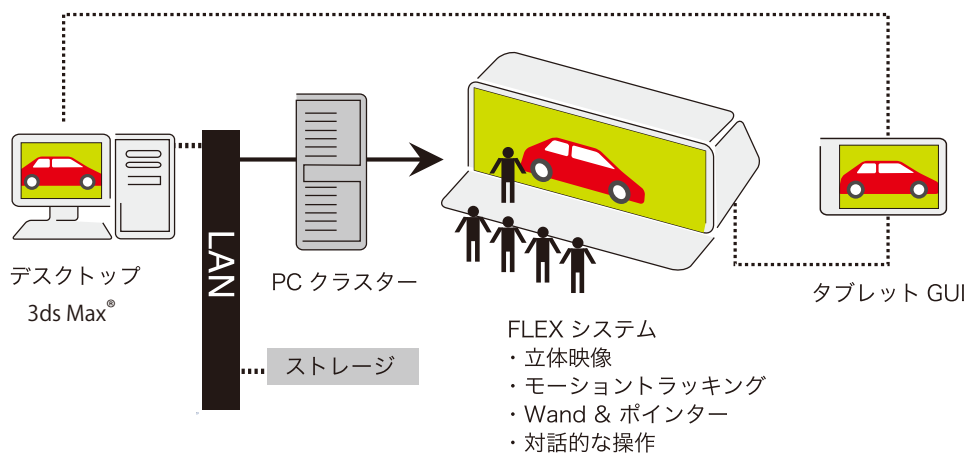 デスクトップ
3ds Max®
LAN
PC クラスター
ストレージ
FLEX システム
・立体映像
・モーショントラッキング
・Wand & ポインター
・対話的な操作
タブレット GUI